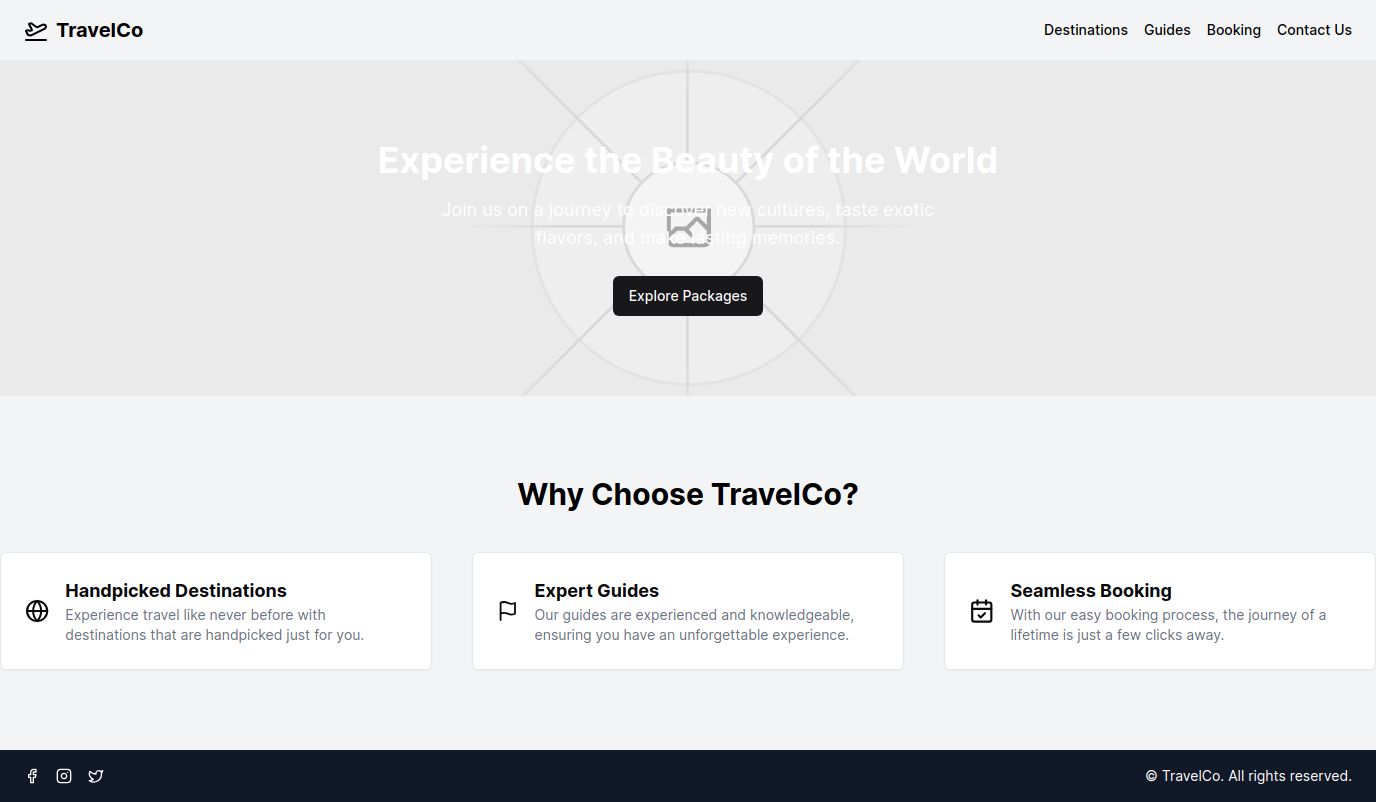 TravelCo
Destinations Guides Booking Contact Us
Experience the Beauty of the World
Join us on a journey to discover new cultures, taste exotic
flavors, and make lasting memories.
Explore Packages
Why Choose TravelCo?
Handpicked Destinations
Experience travel like never before with
destinations that are handpicked just for you.
Expert Guides
Our guides are experienced and knowledgeable,
ensuring you have an unforgettable experience.
Seamless Booking
With our easy booking process, the journey of a
lifetime is just a few clicks away.
© TravelCo. All rights reserved.